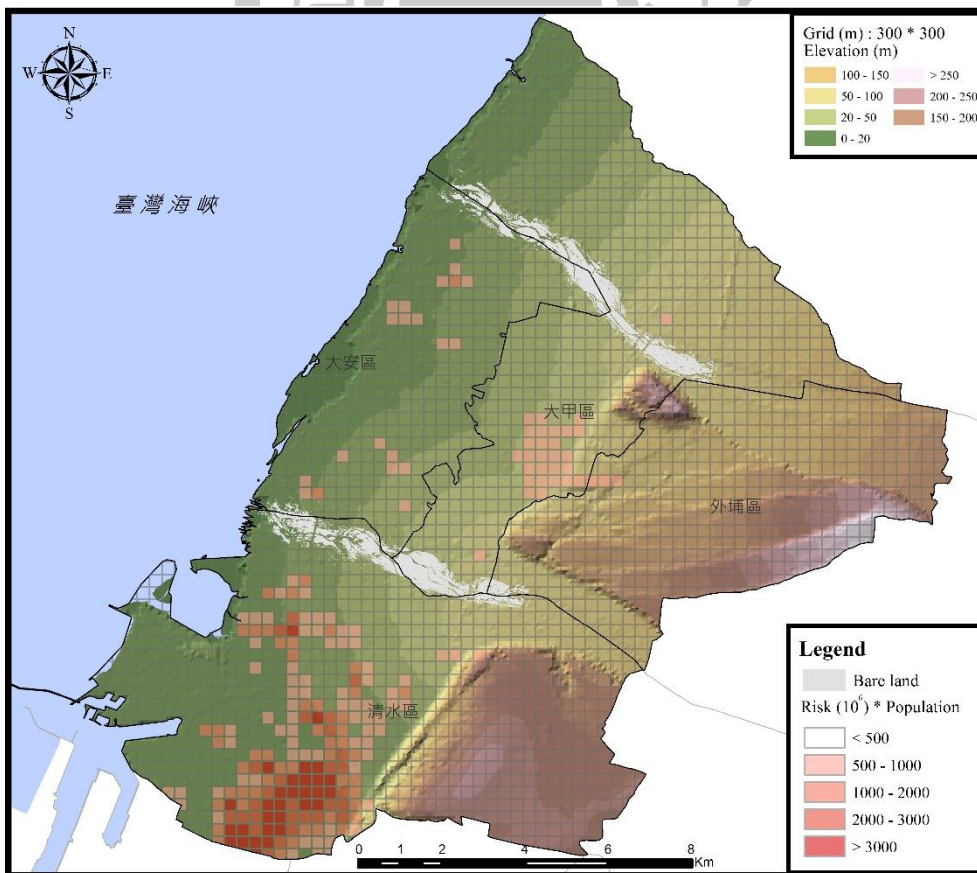 N
W
E
S
Grid (m) : 300 * 300
Elevation (m)
100 - 150
> 250
50 - 100
200 - 250
20 - 50
150 - 200
0 - 20
臺灣海峽
大安區
大甲區
外埔區
清水區
Legend
Bare land
Risk (10⁶) * Population
< 500
500 - 1000
1000 - 2000
2000 - 3000
> 3000
0 1 2 4 6 8
Km